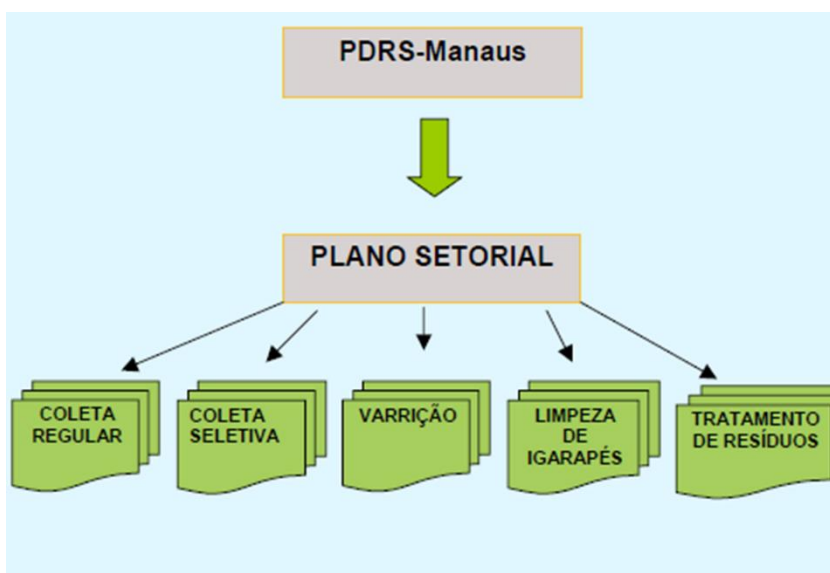 PDRS-Manaus
PLANO SETORIAL
COLETA
REGULAR
COLETA
SELETIVA
VARRIÇÃO
LIMPEZA
DE
IGARAPÉS
TRATAMENTO
DE RESÍDUOS